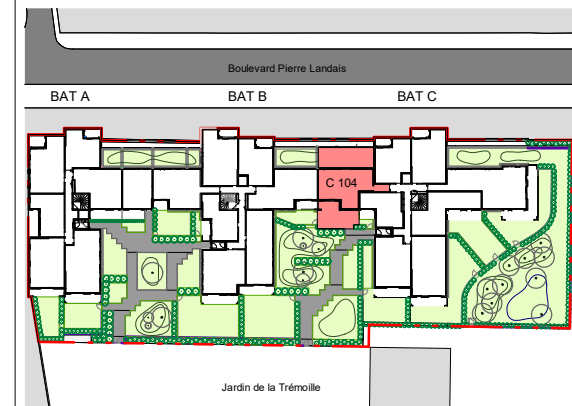 Boulevard Pierre Landais
BAT A BAT B BAT C
C 104
Jardin de la Trémoille